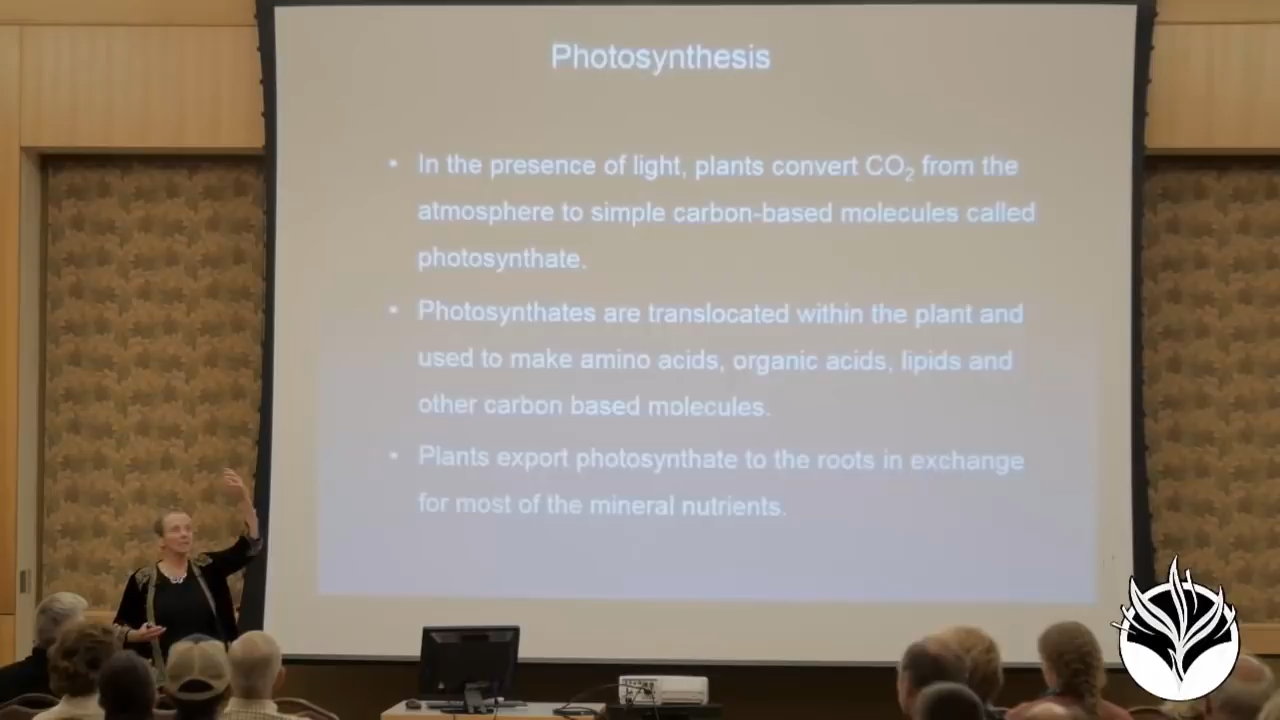 Photosynthesis
• In the presence of light, plants convert CO₂ from the
atmosphere to simple carbon-based molecules called
photosynthate.
• Photosynthates are translocated within the plant and
used to make amino acids, organic acids, lipids and
other carbon based molecules.
• Plants export photosynthate to the roots in exchange
for most of the mineral nutrients.